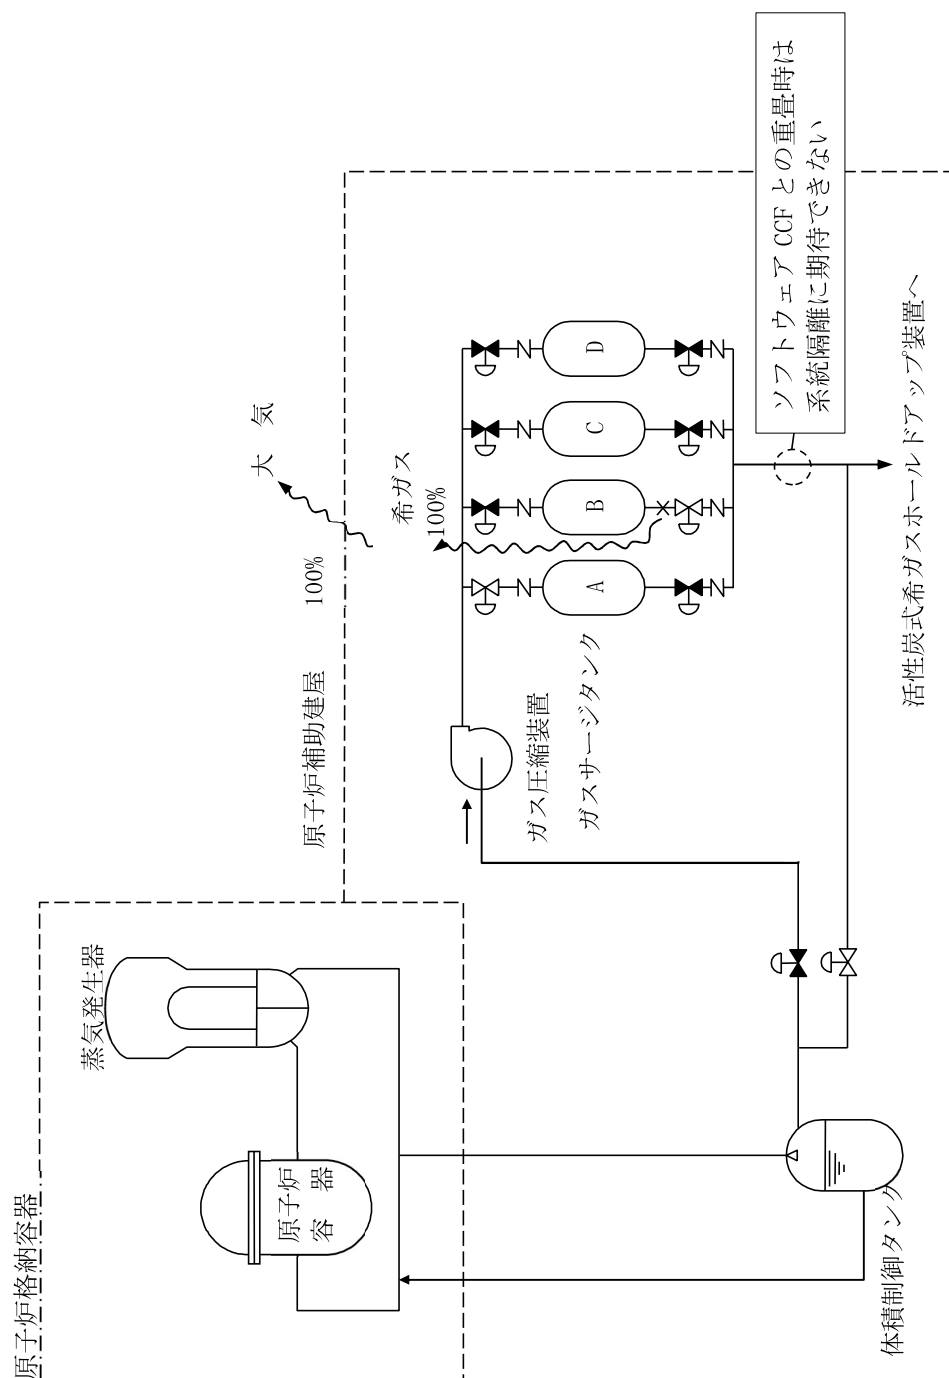 原子炉格納容器
蒸気発生器
原子炉
容　器
体積制御タンク
原子炉補助建屋
100%
大　気
希ガス
100%
ガス圧縮装置
ガスサージタンク
A
B
C
D
ソフトウェア CCF との重畳時は
系統隔離に期待できない
活性炭式希ガスホールドアップ装置へ